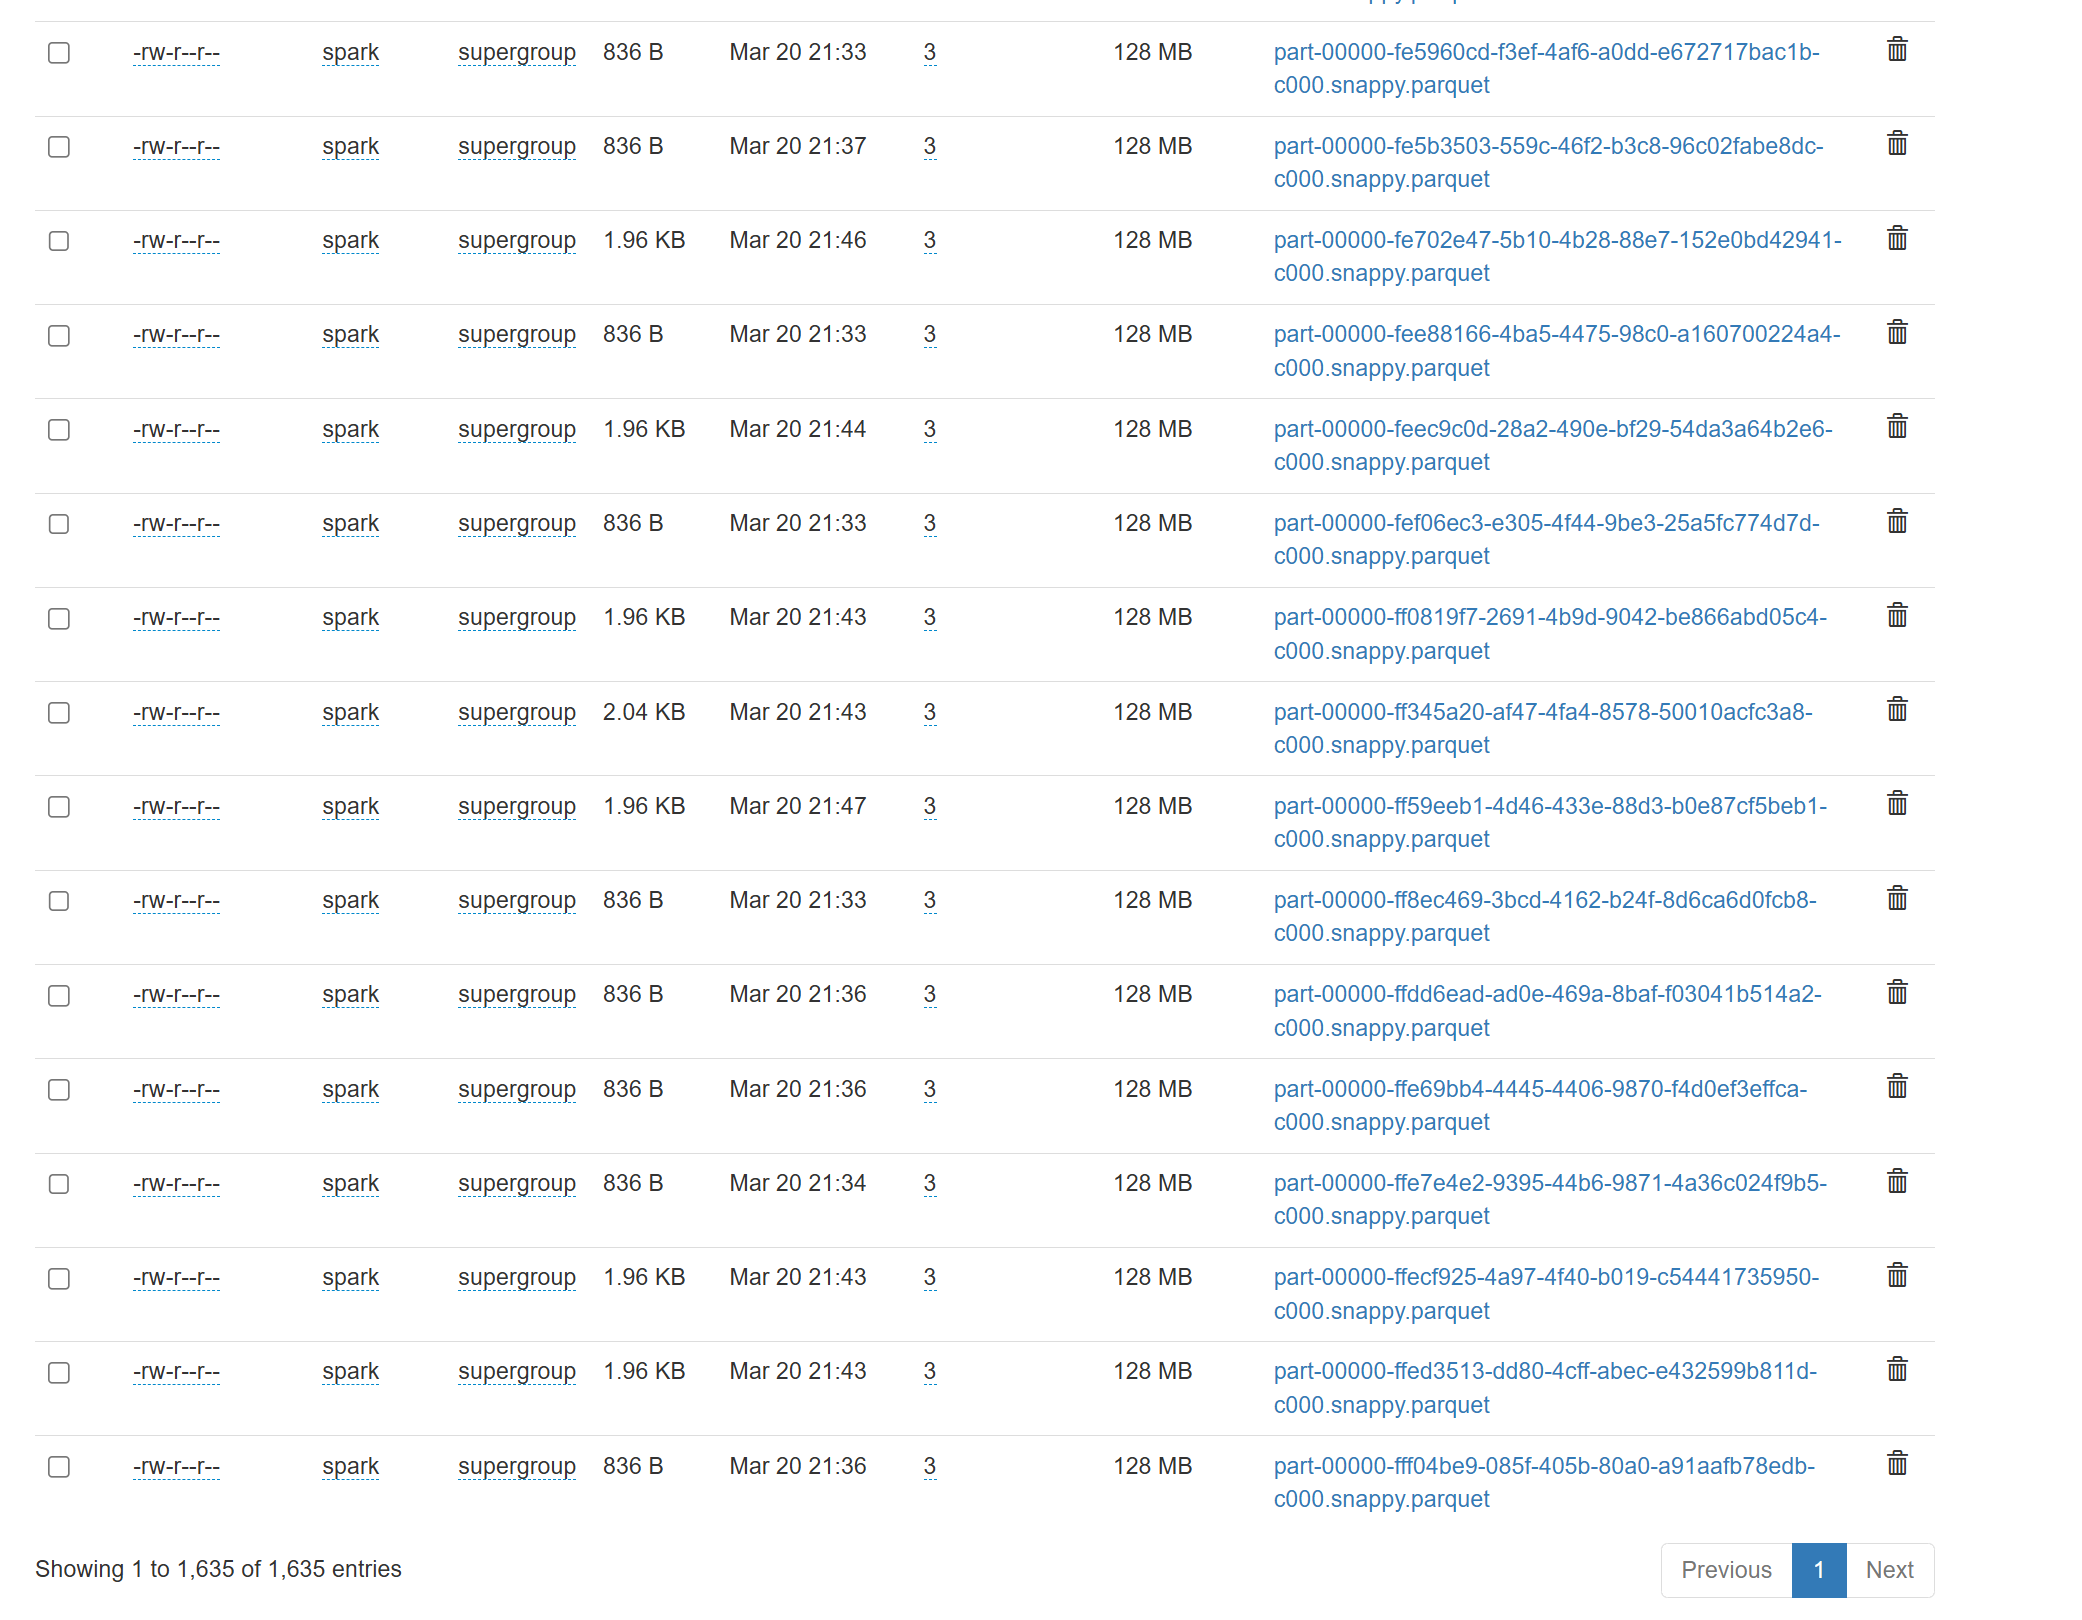 -rw-r--r-- spark supergroup 836 B Mar 20 21:33 3 128 MB part-00000-fe5960cd-f3ef-4af6-a0dd-e672717bac1b-
c000.snappy.parquet
-rw-r--r-- spark supergroup 836 B Mar 20 21:37 3 128 MB part-00000-fe5b3503-559c-46f2-b3c8-96c02fabe8dc-
c000.snappy.parquet
-rw-r--r-- spark supergroup 1.96 KB Mar 20 21:46 3 128 MB part-00000-fe702e47-5b10-4b28-88e7-152e0bd42941-
c000.snappy.parquet
-rw-r--r-- spark supergroup 836 B Mar 20 21:33 3 128 MB part-00000-fee88166-4ba5-4475-98c0-a160700224a4-
c000.snappy.parquet
-rw-r--r-- spark supergroup 1.96 KB Mar 20 21:44 3 128 MB part-00000-feec9c0d-28a2-490e-bf29-54da3a64b2e6-
c000.snappy.parquet
-rw-r--r-- spark supergroup 836 B Mar 20 21:33 3 128 MB part-00000-fef06ec3-e305-4f44-9be3-25a5fc774d7d-
c000.snappy.parquet
-rw-r--r-- spark supergroup 1.96 KB Mar 20 21:43 3 128 MB part-00000-ff0819f7-2691-4b9d-9042-be866abd05c4-
c000.snappy.parquet
-rw-r--r-- spark supergroup 2.04 KB Mar 20 21:43 3 128 MB part-00000-ff345a20-af47-4fa4-8578-50010acfc3a8-
c000.snappy.parquet
-rw-r--r-- spark supergroup 1.96 KB Mar 20 21:47 3 128 MB part-00000-ff59eeb1-4d46-433e-88d3-b0e87cf5beb1-
c000.snappy.parquet
-rw-r--r-- spark supergroup 836 B Mar 20 21:33 3 128 MB part-00000-ff8ec469-3bcd-4162-b24f-8d6ca6d0fcb8-
c000.snappy.parquet
-rw-r--r-- spark supergroup 836 B Mar 20 21:36 3 128 MB part-00000-ffdd6ead-ad0e-469a-8baf-f03041b514a2-
c000.snappy.parquet
-rw-r--r-- spark supergroup 836 B Mar 20 21:36 3 128 MB part-00000-ffe69bb4-4445-4406-9870-f4d0ef3effca-
c000.snappy.parquet
-rw-r--r-- spark supergroup 836 B Mar 20 21:34 3 128 MB part-00000-ffe7e4e2-9395-44b6-9871-4a36c024f9b5-
c000.snappy.parquet
-rw-r--r-- spark supergroup 1.96 KB Mar 20 21:43 3 128 MB part-00000-ffecf925-4a97-4f40-b019-c54441735950-
c000.snappy.parquet
-rw-r--r-- spark supergroup 1.96 KB Mar 20 21:43 3 128 MB part-00000-ffed3513-dd80-4cff-abec-e432599b811d-
c000.snappy.parquet
-rw-r--r-- spark supergroup 836 B Mar 20 21:36 3 128 MB part-00000-fff04be9-085f-405b-80a0-a91aafb78edb-
c000.snappy.parquet
Showing 1 to 1,635 of 1,635 entries Previous 1 Next